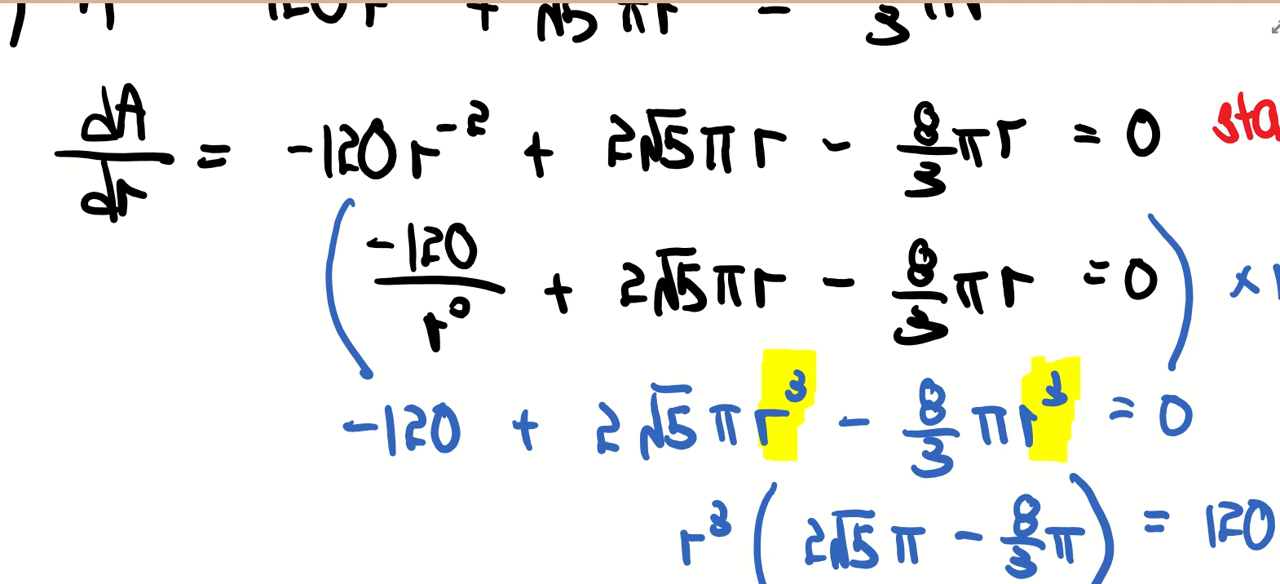 dA/dr = -120r⁻² + 2√5πr - 8/3πr = 0
(-120/r² + 2√5πr - 8/3πr = 0) ×
-120 + 2√5πr³ - 8/3πr³ = 0
r³(2√5π - 8/3π) = 120